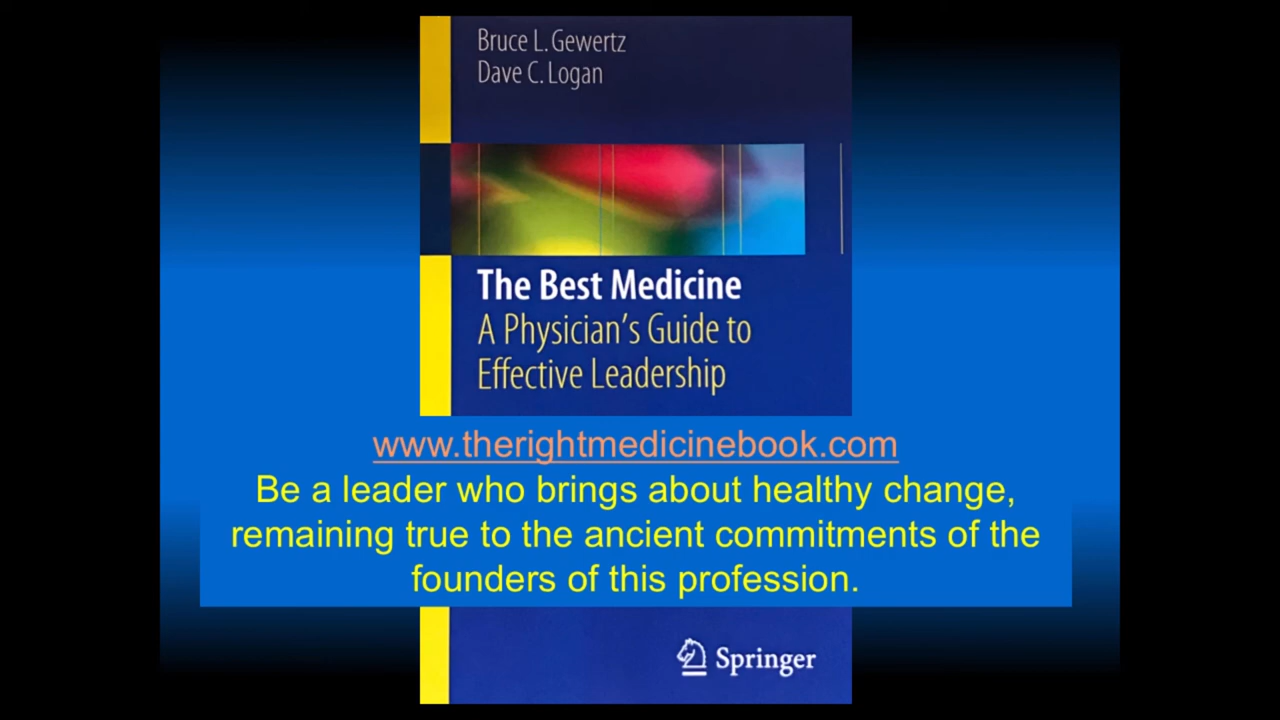 Bruce L. Gewertz
Dave C. Logan
The Best Medicine
A Physician's Guide to
Effective Leadership
www.therightmedicinebook.com
Be a leader who brings about healthy change,
remaining true to the ancient commitments of the
founders of this profession.
Springer